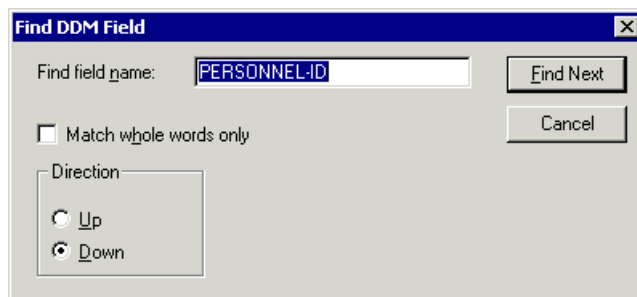 Find DDM Field
Find field name: PERSONNEL-ID Find Next
Cancel
Match whole words only
Direction
Up
Down